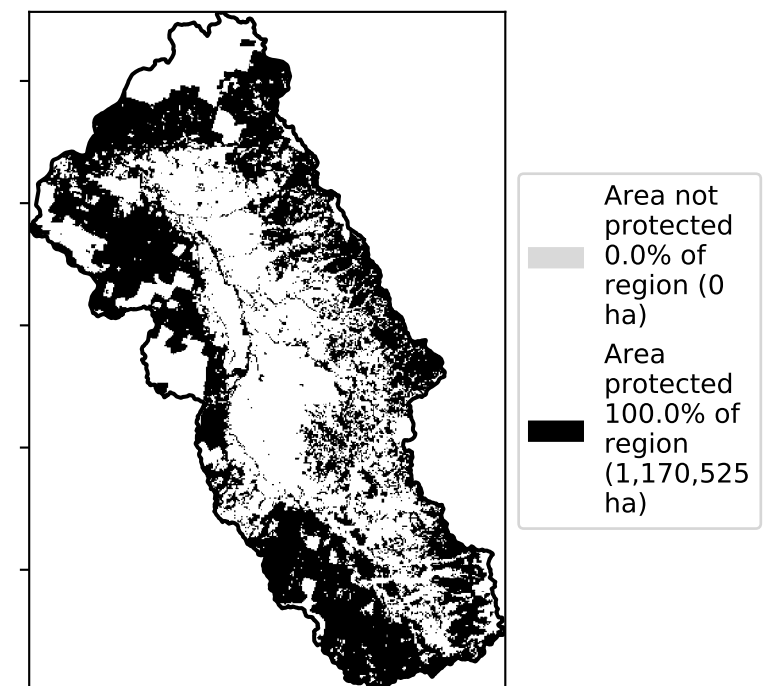 Area not
protected
0.0% of
region (0
ha)
Area
protected
100.0% of
region
(1,170,525
ha)